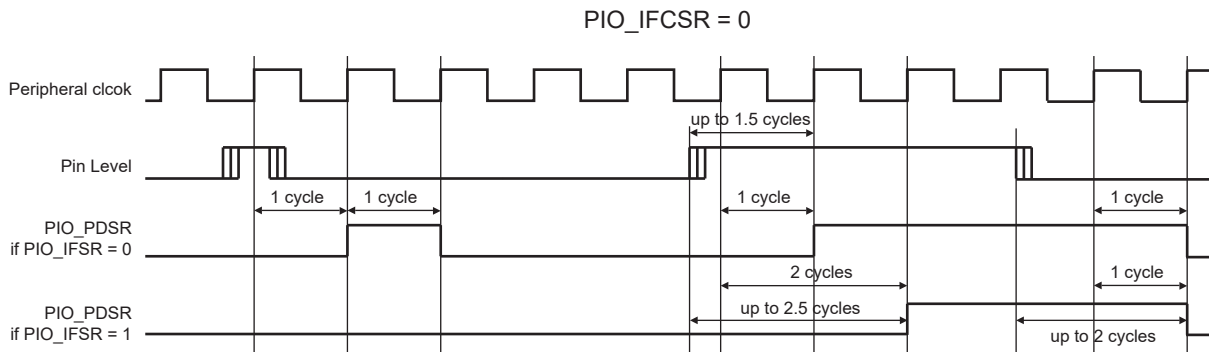 PIO_IFCSR = 0
Peripheral clcok
up to 1.5 cycles
Pin Level
1 cycle
1 cycle
1 cycle
1 cycle
PIO_PDSR
if PIO_IFSR = 0
2 cycles
1 cycle
PIO_PDSR
if PIO_IFSR = 1
up to 2.5 cycles
up to 2 cycles